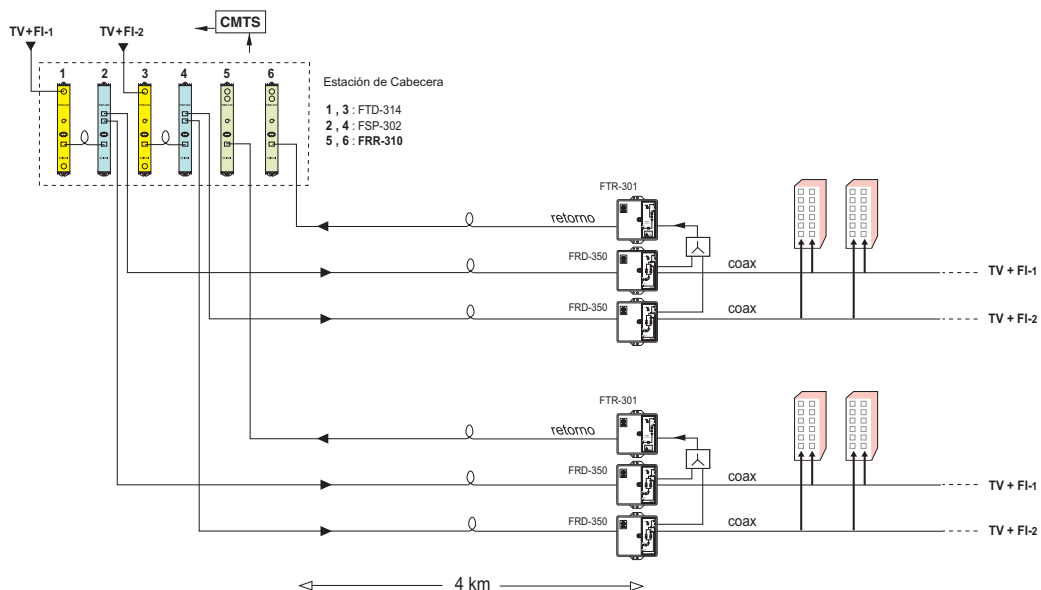 TV+FI-1
TV+FI-2
CMTS
1 2 3 4 5 6
Estación de Cabecera
1 , 3 : FTD-314
2 , 4 : FSP-302
5 , 6 : FRR-310
FTR-301
retorno
FRD-350
coax
TV + FI-1
FRD-350
coax
TV + FI-2
FTR-301
retorno
FRD-350
coax
TV + FI-1
FRD-350
coax
TV + FI-2
4 km